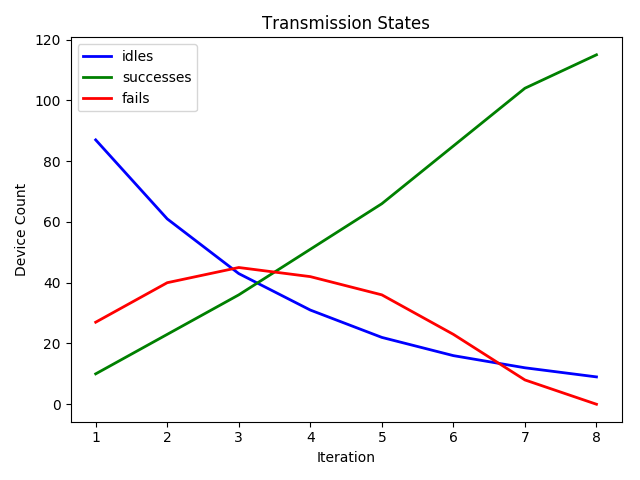 Transmission States
idles
successes
fails
Device Count
120
100
80
60
40
20
0
1 2 3 4 5 6 7 8
Iteration